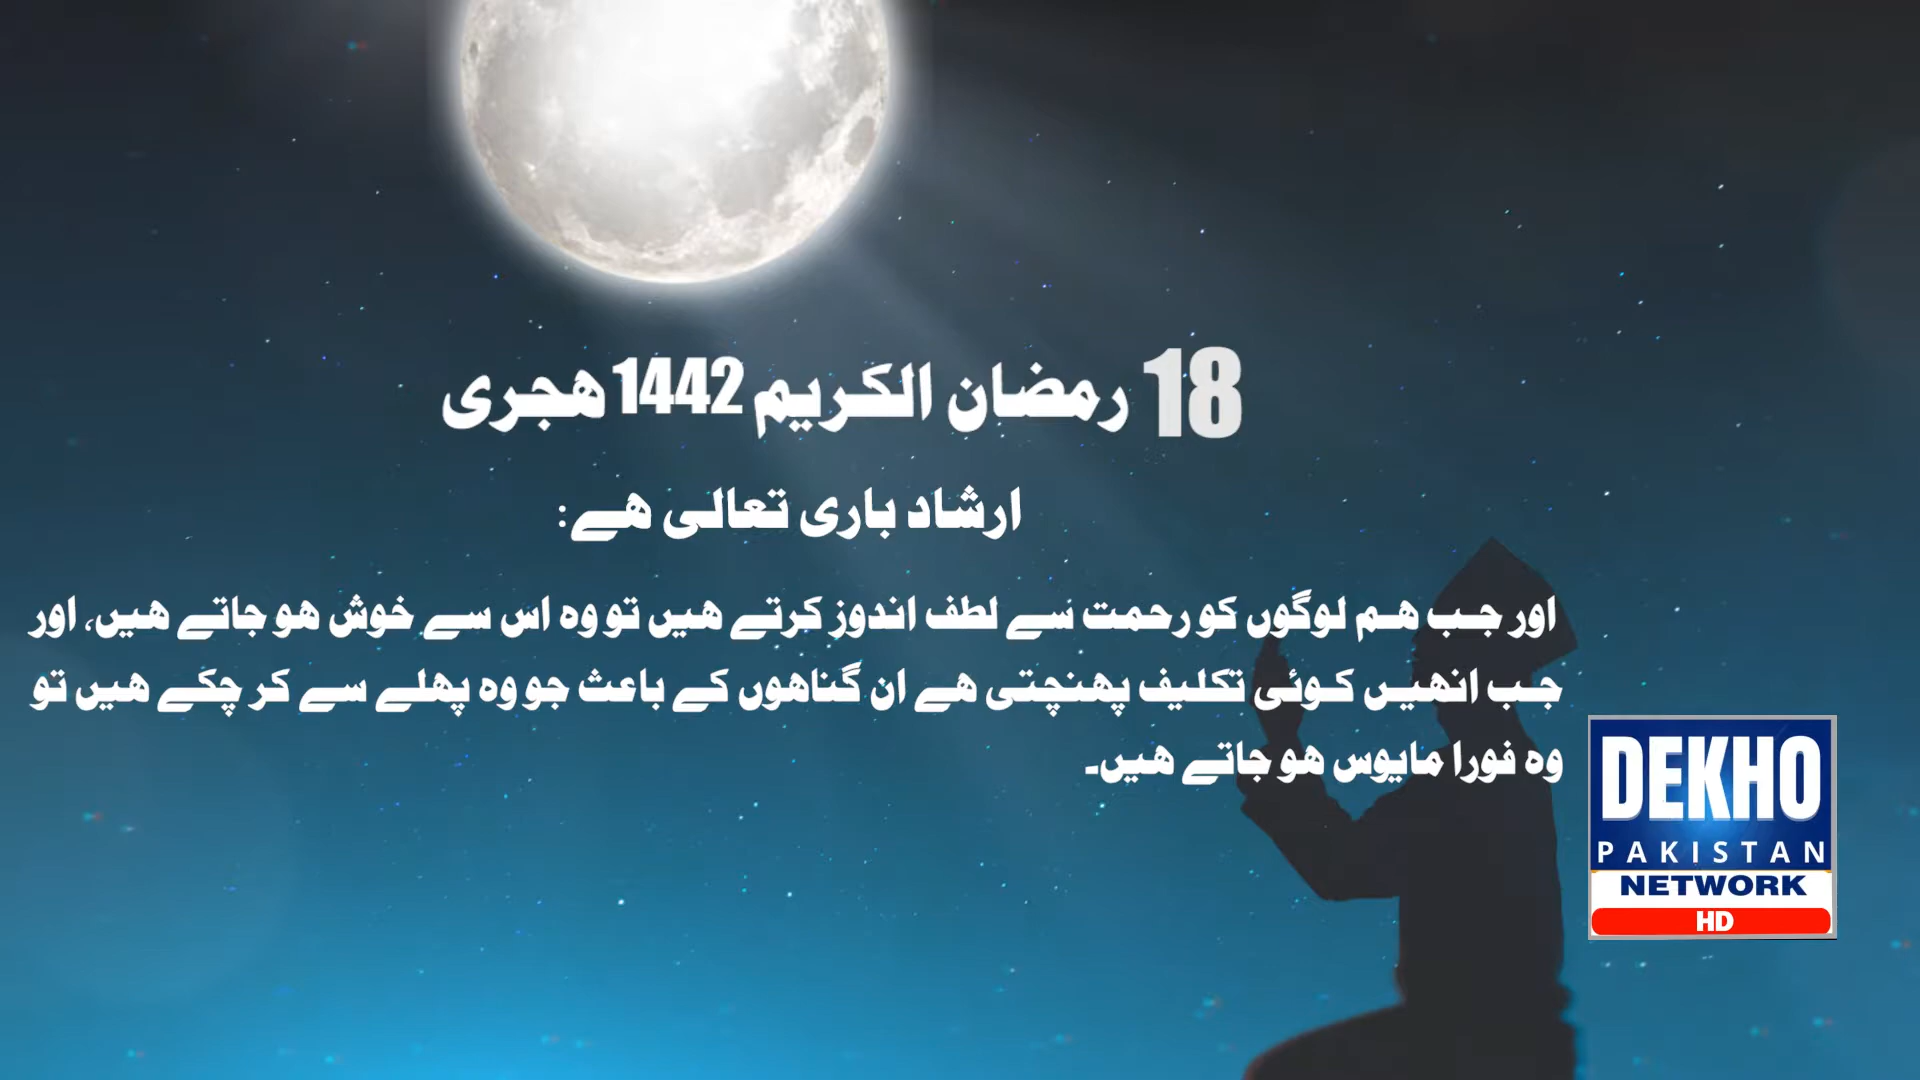 18 رمضان الکریم 1442 ھجری
ارشاد باری تعالی ھے:
اور جب ھم لوگوں کو رحمت سے لطف اندوز کرتے ھیں تو وہ اس سے خوش ھو جاتے ھیں، اور
جب انھیں کوئی تکلیف پھنچتی ھے ان گناھوں کے باعث جو وہ پھلے سے کر چکے ھیں تو
وہ فورا مایوس ھو جاتے ھیں۔
DEKHO
PAKISTAN
NETWORK
HD